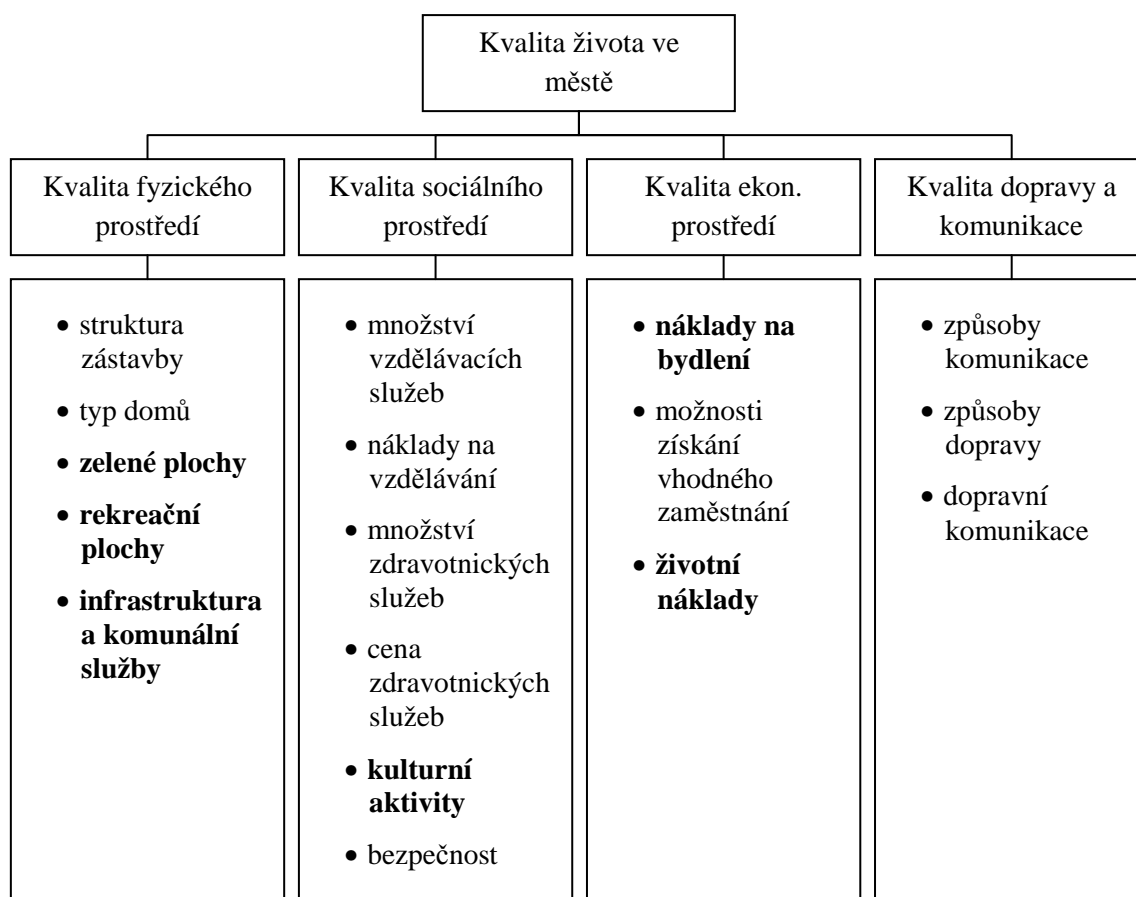 Kvalita života ve
městě
Kvalita fyzického
prostředí
Kvalita sociálního
prostředí
Kvalita ekon.
prostředí
Kvalita dopravy a
komunikace
• struktura
zástavby
• typ domů
• zelené plochy
• rekreační
plochy
• infrastruktura
a komunální
služby
• množství
vzdělávacích
služeb
• náklady na
vzdělávání
• množství
zdravotnických
služeb
• cena
zdravotnických
služeb
• kulturní
aktivity
• bezpečnost
• náklady na
bydlení
• možnosti
získání
vhodného
zaměstnání
• životní
náklady
• způsoby
komunikace
• způsoby
dopravy
• dopravní
komunikace